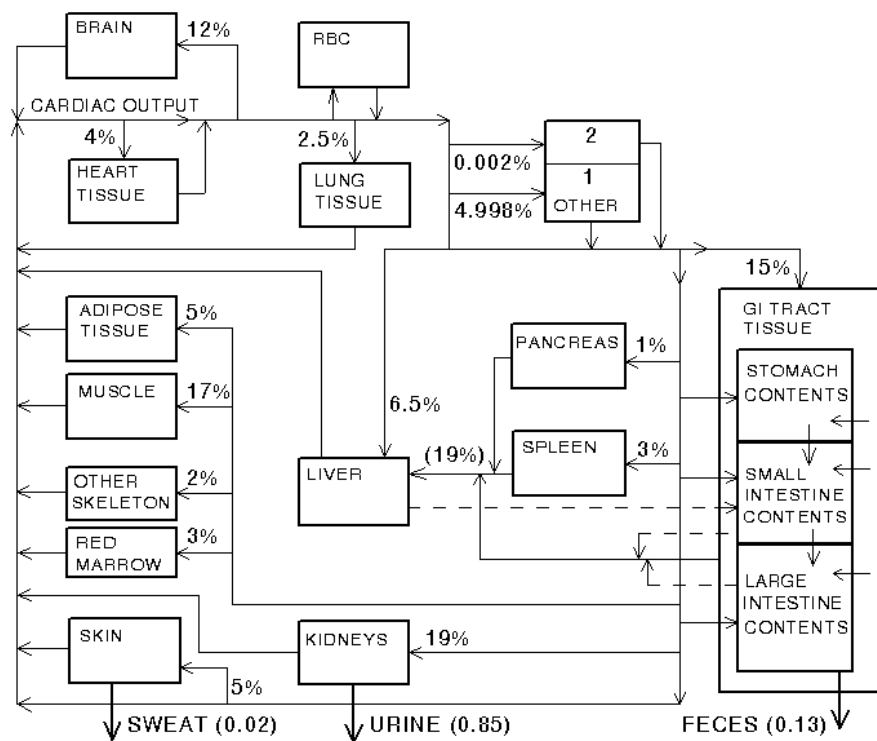 BRAIN
12%
RBC
CARDIAC OUTPUT
4%
HEART
TISSUE
2.5%
LUNG
TISSUE
2
0.002%
1
4.998%
OTHER
15%
GI TRACT
TISSUE
ADIPOSE
TISSUE
5%
PANCREAS
1%
STOMACH
CONTENTS
MUSCLE
17%
6.5%
LIVER
(19%)
SPLEEN
3%
OTHER
SKELETON
2%
SMALL
INTESTINE
CONTENTS
RED
MARROW
3%
LARGE
INTESTINE
CONTENTS
SKIN
5%
KIDNEYS
19%
SWEAT (0.02)
URINE (0.85)
FECES (0.13)